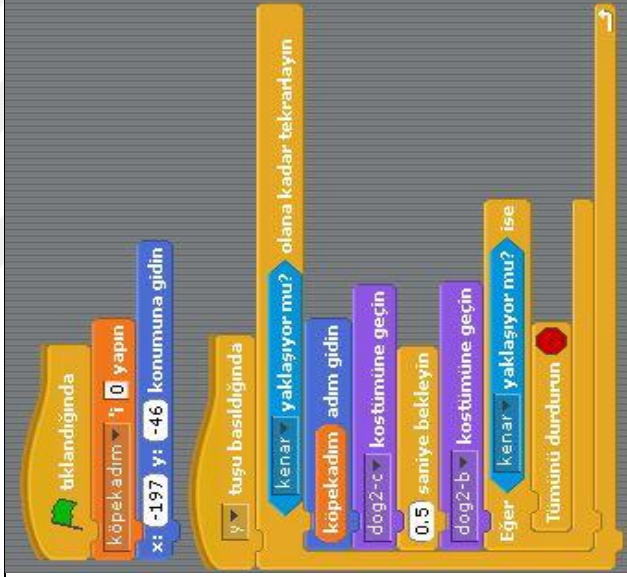 tıklandığında
köpekadım 'i 0 yapın
x: -197 y: -46 konumuna gidin
y tuşu basıldığında
kenar yaklaşıyor mu? olana kadar tekrarlayın
köpekadım adım gidin
dog2-c kostümüne geçin
0.5 saniye bekleyin
dog2-b kostümüne geçin
Eğer kenar yaklaşıyor mu? ise
Tümünü durdurun